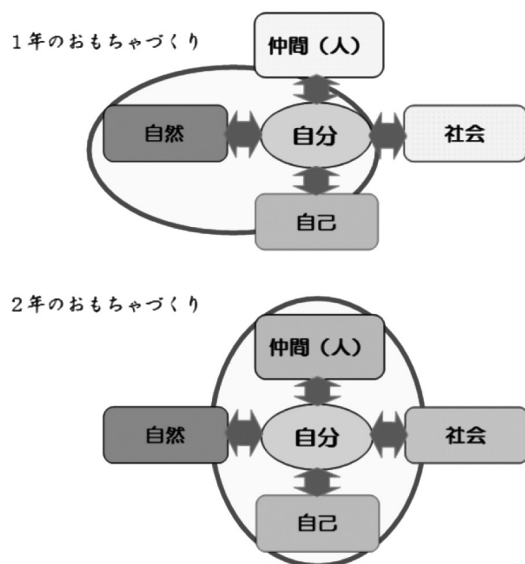 1年のおもちゃづくり
仲間（人）
自然
自分
社会
自己
2年のおもちゃづくり
仲間（人）
自然
自分
社会
自己